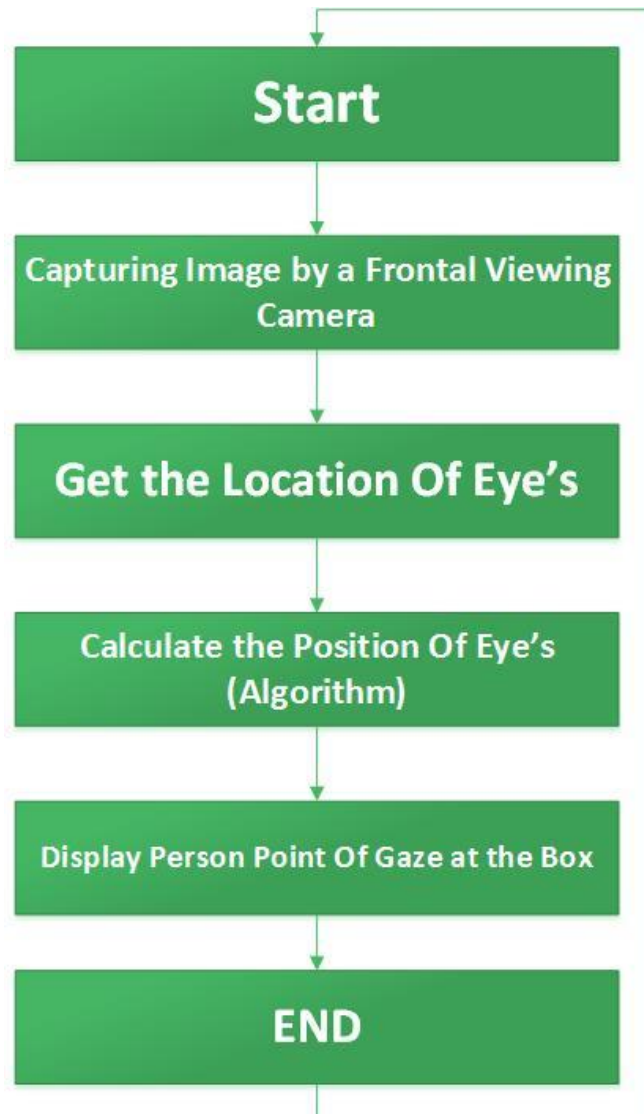 Start
Capturing Image by a Frontal Viewing
Camera
Get the Location Of Eye’s
Calculate the Position Of Eye’s
(Algorithm)
Display Person Point Of Gaze at the Box
END